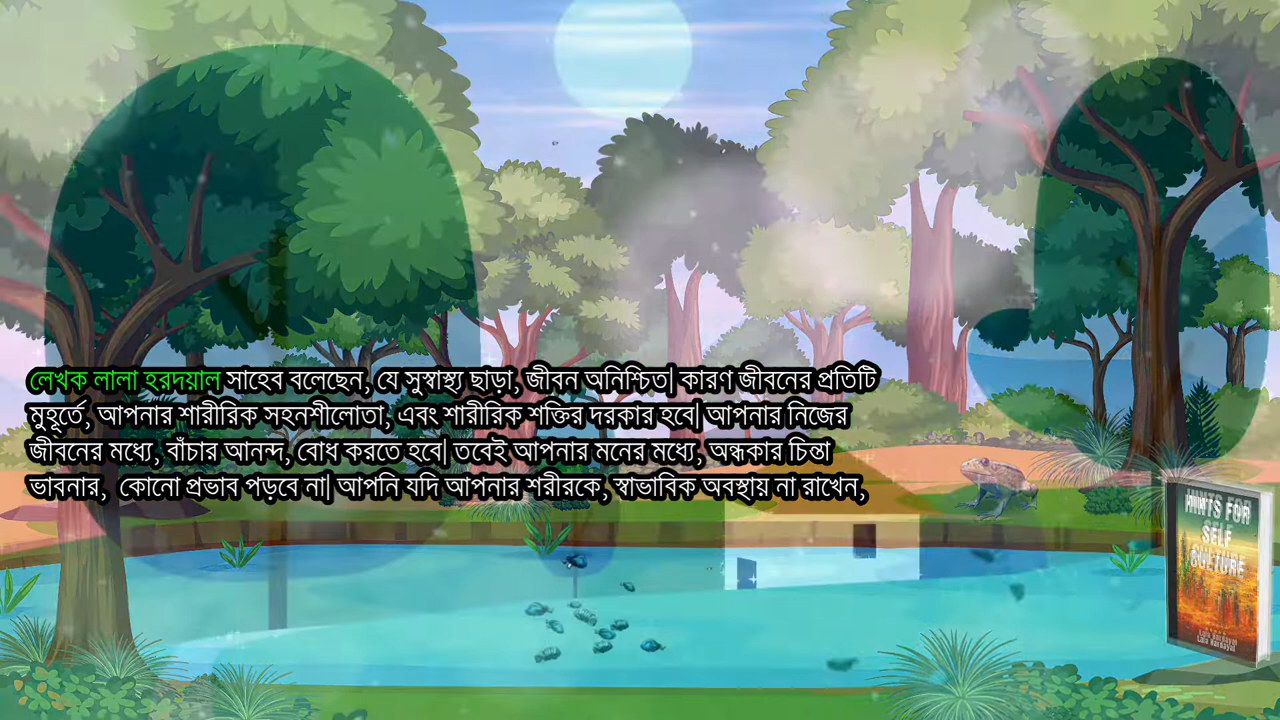 লেখক লালা হরদয়াল সাহেব বলেছেন, যে সুস্বাস্থ্য ছাড়া, জীবন অনিশ্চিত| কারণ জীবনের প্রতিটি
মুহূর্তে, আপনার শারীরিক সহনশীলোতা, এবং শারীরিক শক্তির দরকার হবে| আপনার নিজের
জীবনের মধ্যে, বাঁচার আনন্দ, বোধ করতে হবে| তবেই আপনার মনের মধ্যে, অন্ধকার চিন্তা
ভাবনার, কোনো প্রভাব পড়বে না| আপনি যদি আপনার শরীরকে, স্বাভাবিক অবস্থায় না রাখেন,
HINTS FOR
SELF
CULTURE
Lala Hardayal